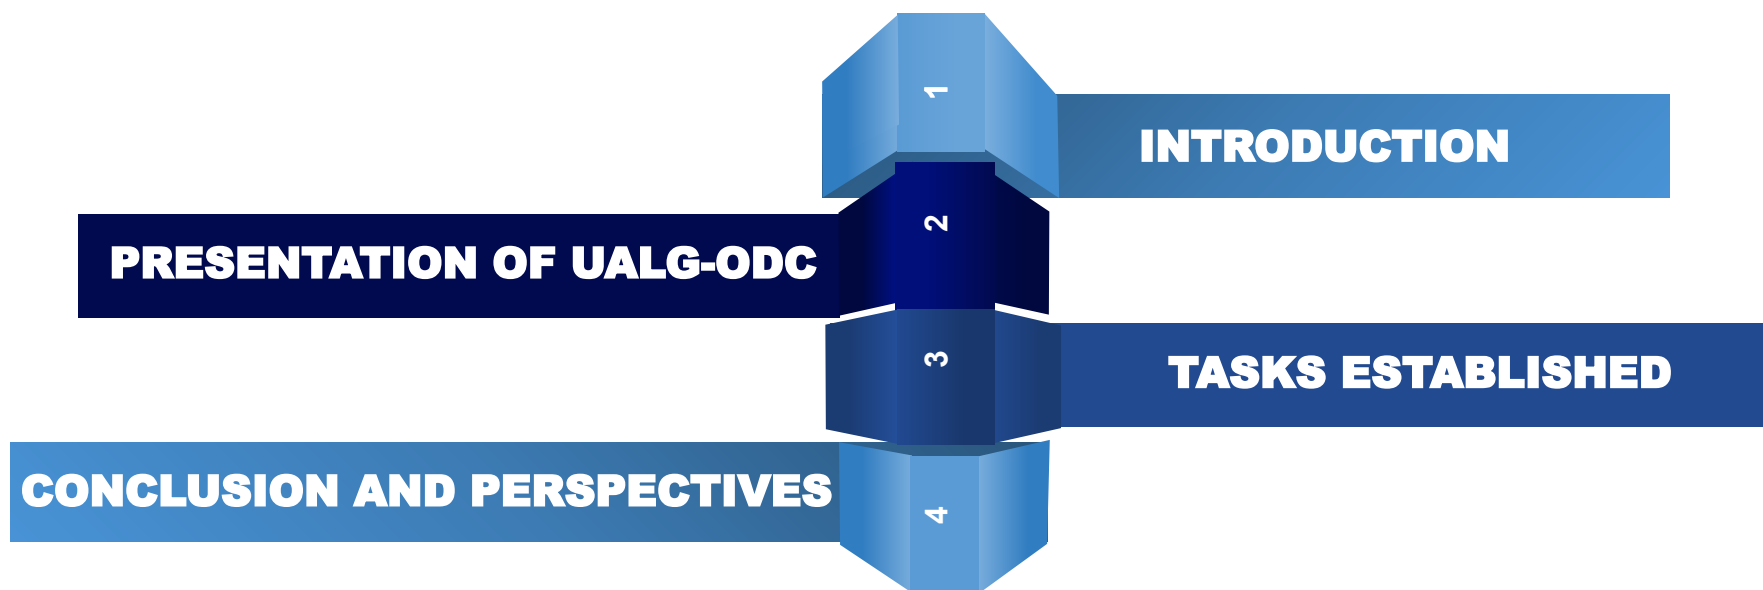 1
INTRODUCTION
2
PRESENTATION OF UALG-ODC
3
TASKS ESTABLISHED
4
CONCLUSION AND PERSPECTIVES